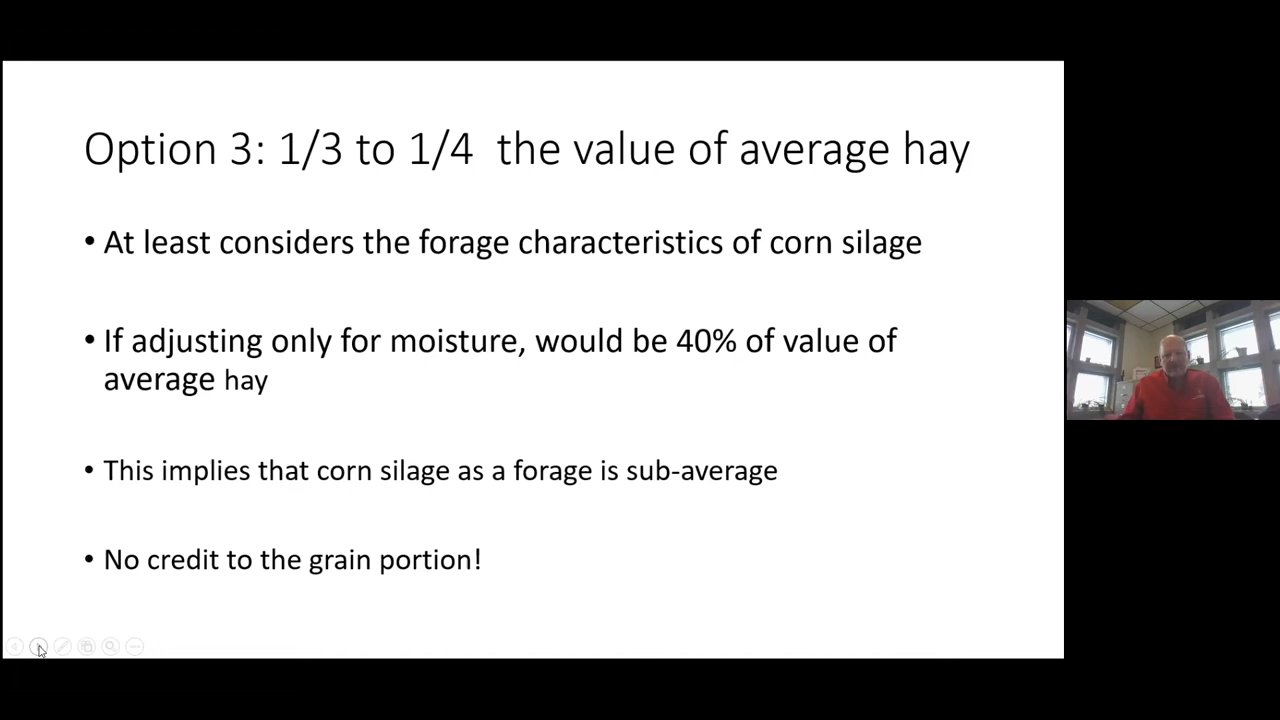 Option 3: 1/3 to 1/4 the value of average hay
• At least considers the forage characteristics of corn silage
• If adjusting only for moisture, would be 40% of value of
average hay
• This implies that corn silage as a forage is sub-average
• No credit to the grain portion!